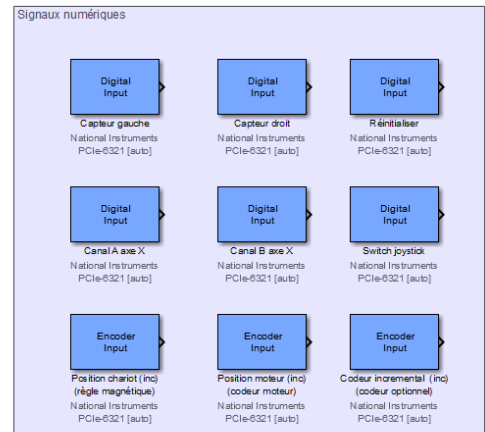 Signaux numériques
Digital
Input
Capteur gauche
National Instruments
PCIe-6321 [auto]
Digital
Input
Capteur droit
National Instruments
PCIe-6321 [auto]
Digital
Input
Réinitialiser
National Instruments
PCIe-6321 [auto]
Digital
Input
Canal A axe X
National Instruments
PCIe-6321 [auto]
Digital
Input
Canal B axe X
National Instruments
PCIe-6321 [auto]
Digital
Input
Switch joystick
National Instruments
PCIe-6321 [auto]
Encoder
Input
Position chariot (inc)
(règle magnétique)
National Instruments
PCIe-6321 [auto]
Encoder
Input
Position moteur (inc)
(codeur moteur)
National Instruments
PCIe-6321 [auto]
Encoder
Input
Codeur incremental (inc)
(codeur optionnel)
National Instruments
PCIe-6321 [auto]